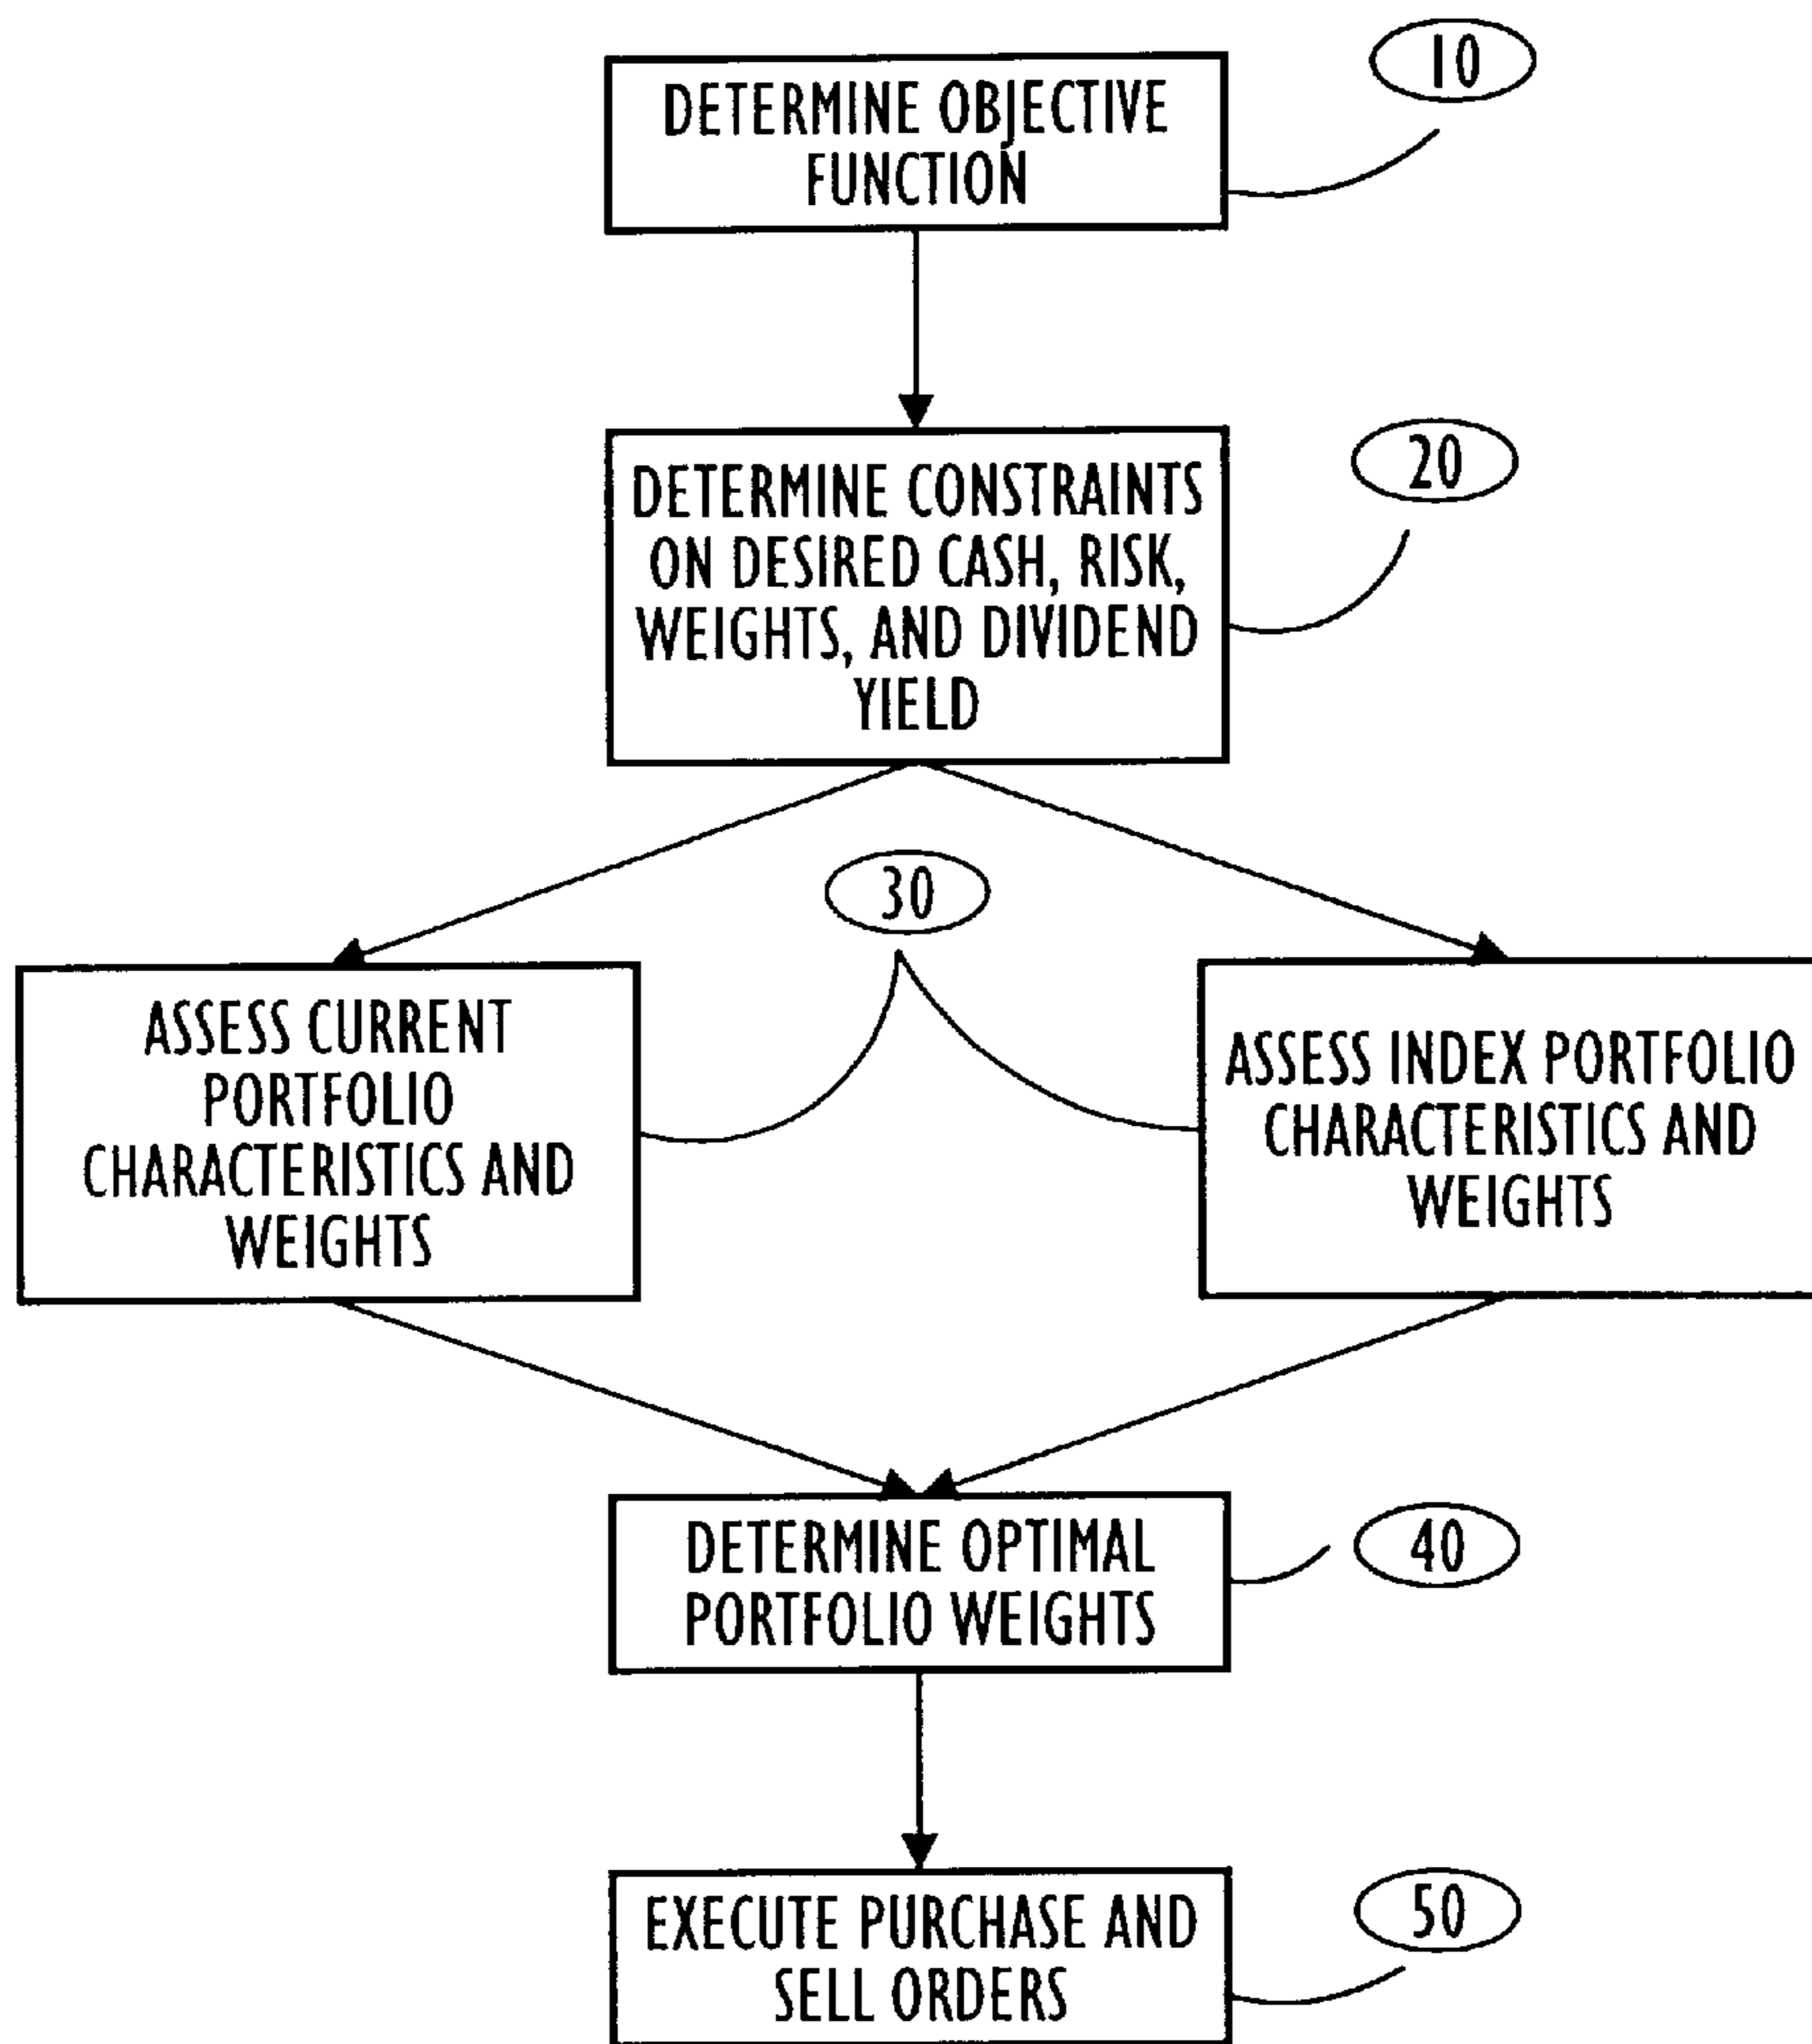 10
DETERMINE OBJECTIVE
FUNCTION
20
DETERMINE CONSTRAINTS
ON DESIRED CASH, RISK,
WEIGHTS, AND DIVIDEND
YIELD
30
ASSESS CURRENT
PORTFOLIO
CHARACTERISTICS AND
WEIGHTS
ASSESS INDEX PORTFOLIO
CHARACTERISTICS AND
WEIGHTS
DETERMINE OPTIMAL
PORTFOLIO WEIGHTS
40
EXECUTE PURCHASE AND
SELL ORDERS
50